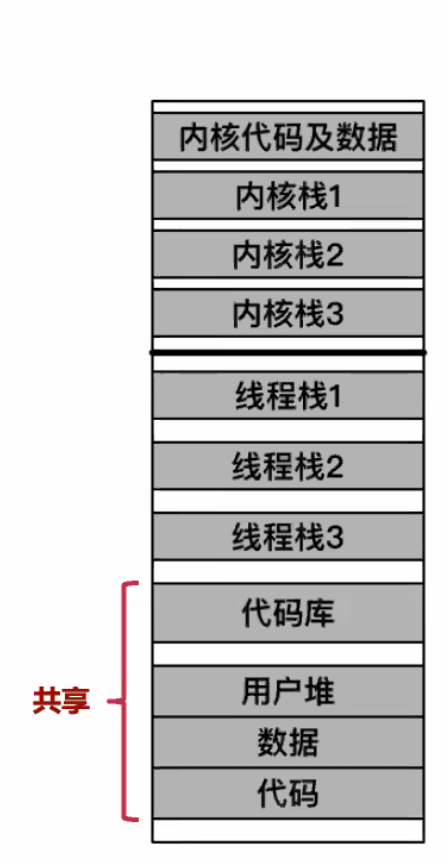 内核代码及数据
内核栈1
内核栈2
内核栈3
线程栈1
线程栈2
线程栈3
代码库
共享
用户堆
数据
代码